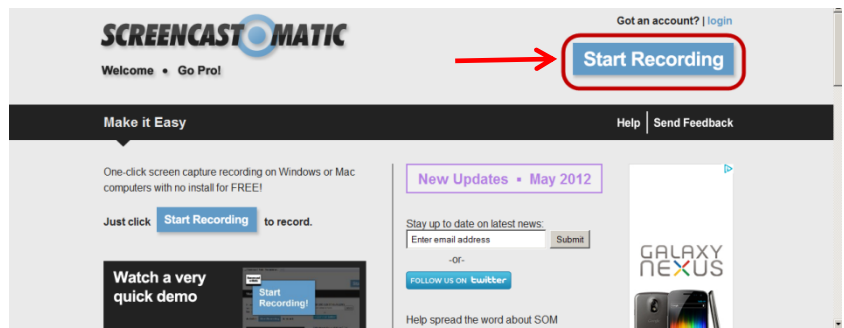 SCREENCAST O MATIC
Got an account? | login
Start Recording
Welcome • Go Pro!
Make it Easy
Help | Send Feedback
One-click screen capture recording on Windows or Mac
computers with no install for FREE!
Just click Start Recording to record.
Watch a very
quick demo
Start
Recording!
New Updates • May 2012
Stay up to date on latest news:
Enter email address Submit
-or-
FOLLOW US ON twitter
Help spread the word about SOM
GALAXY
NEXUS